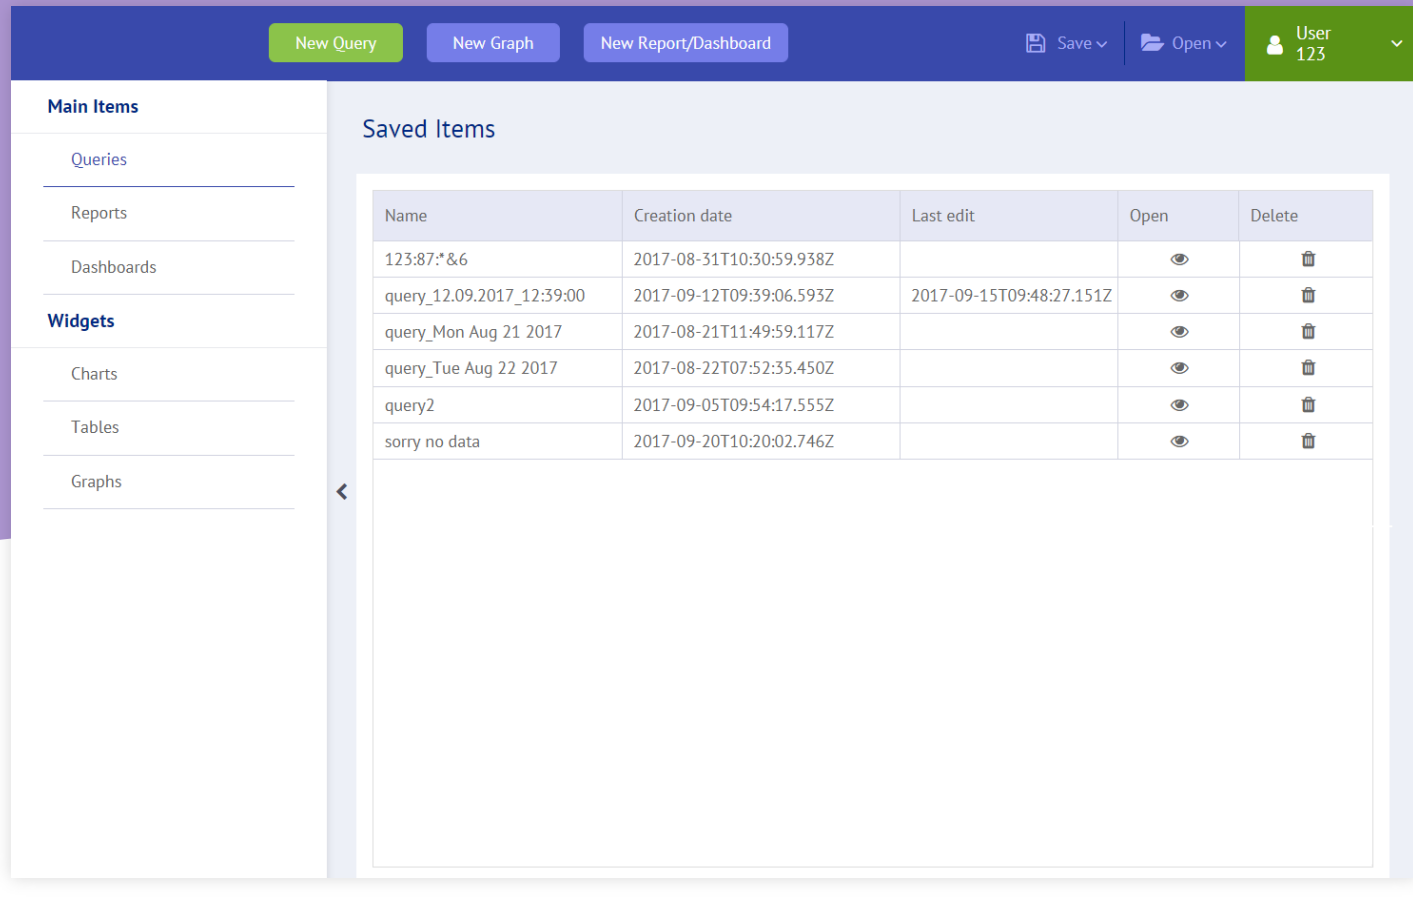 New Query New Graph New Report/Dashboard Save Open User
123
Main Items
Queries
Reports
Dashboards
Widgets
Charts
Tables
Graphs
Saved Items
Name Creation date Last edit Open Delete
123:87:*&6 2017-08-31T10:30:59.938Z
query_12.09.2017_12:39:00 2017-09-12T09:39:06.593Z 2017-09-15T09:48:27.151Z
query_Mon Aug 21 2017 2017-08-21T11:49:59.117Z
query_Tue Aug 22 2017 2017-08-22T07:52:35.450Z
query2 2017-09-05T09:54:17.555Z
sorry no data 2017-09-20T10:20:02.746Z